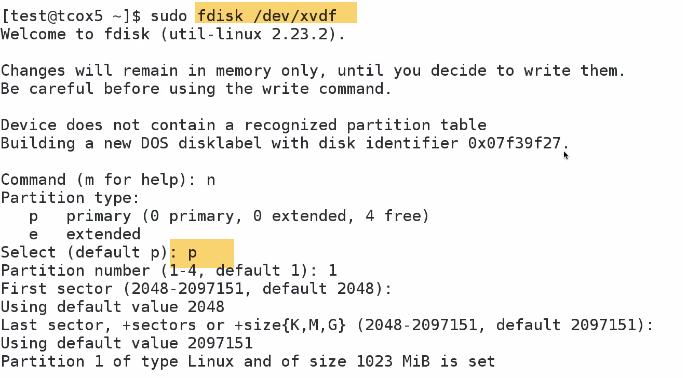 [test@tcox5 ~]$ sudo fdisk /dev/xvdf
Welcome to fdisk (util-linux 2.23.2).
Changes will remain in memory only, until you decide to write them.
Be careful before using the write command.
Device does not contain a recognized partition table
Building a new DOS disklabel with disk identifier 0x07f39f27.
Command (m for help): n
Partition type:
   p   primary (0 primary, 0 extended, 4 free)
   e   extended
Select (default p): p
Partition number (1-4, default 1): 1
First sector (2048-2097151, default 2048):
Using default value 2048
Last sector, +sectors or +size{K,M,G} (2048-2097151, default 2097151):
Using default value 2097151
Partition 1 of type Linux and of size 1023 MiB is set